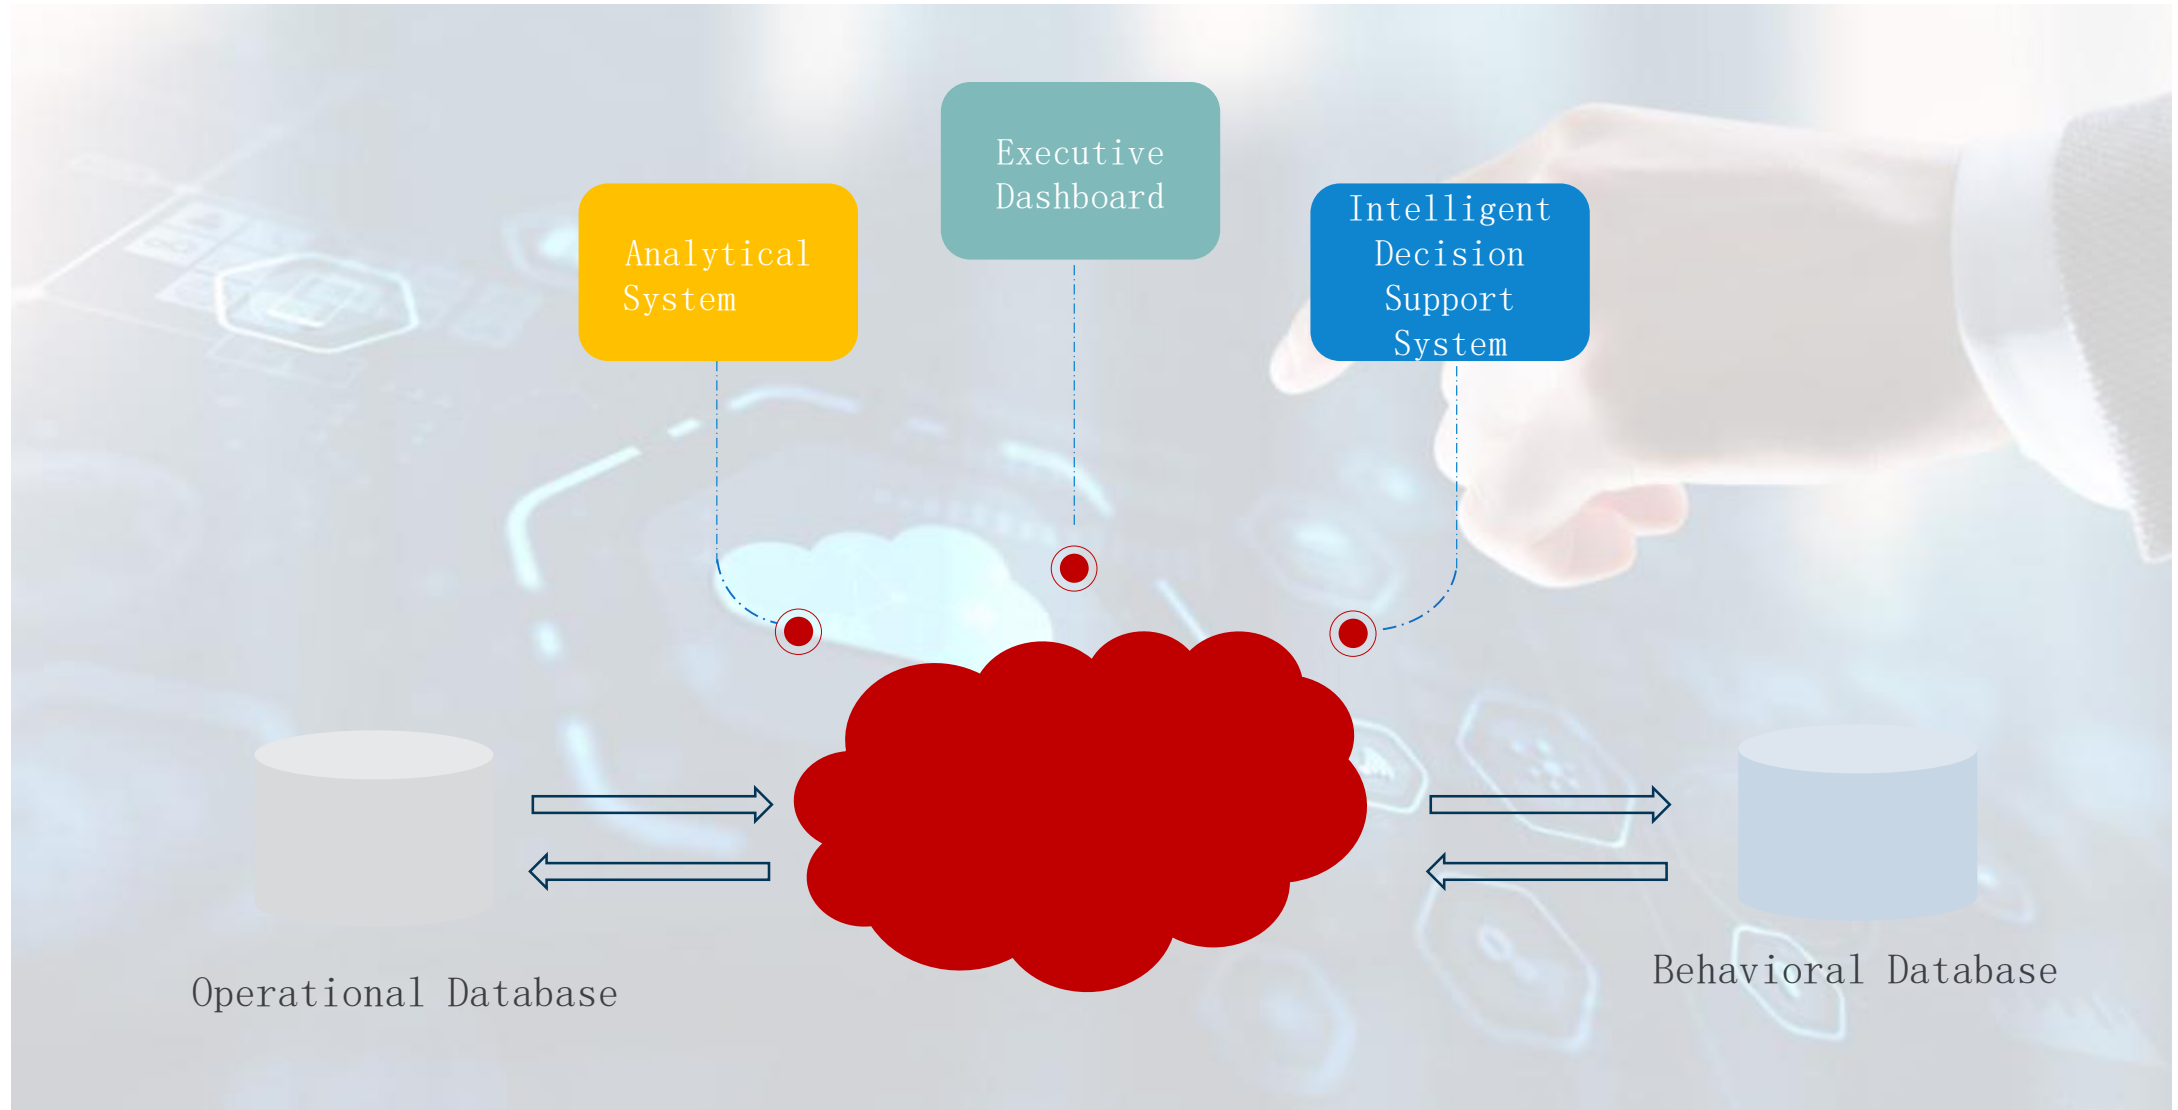 Executive
Dashboard
Analytical
System
Intelligent
Decision
Support
System
Operational Database
Behavioral Database